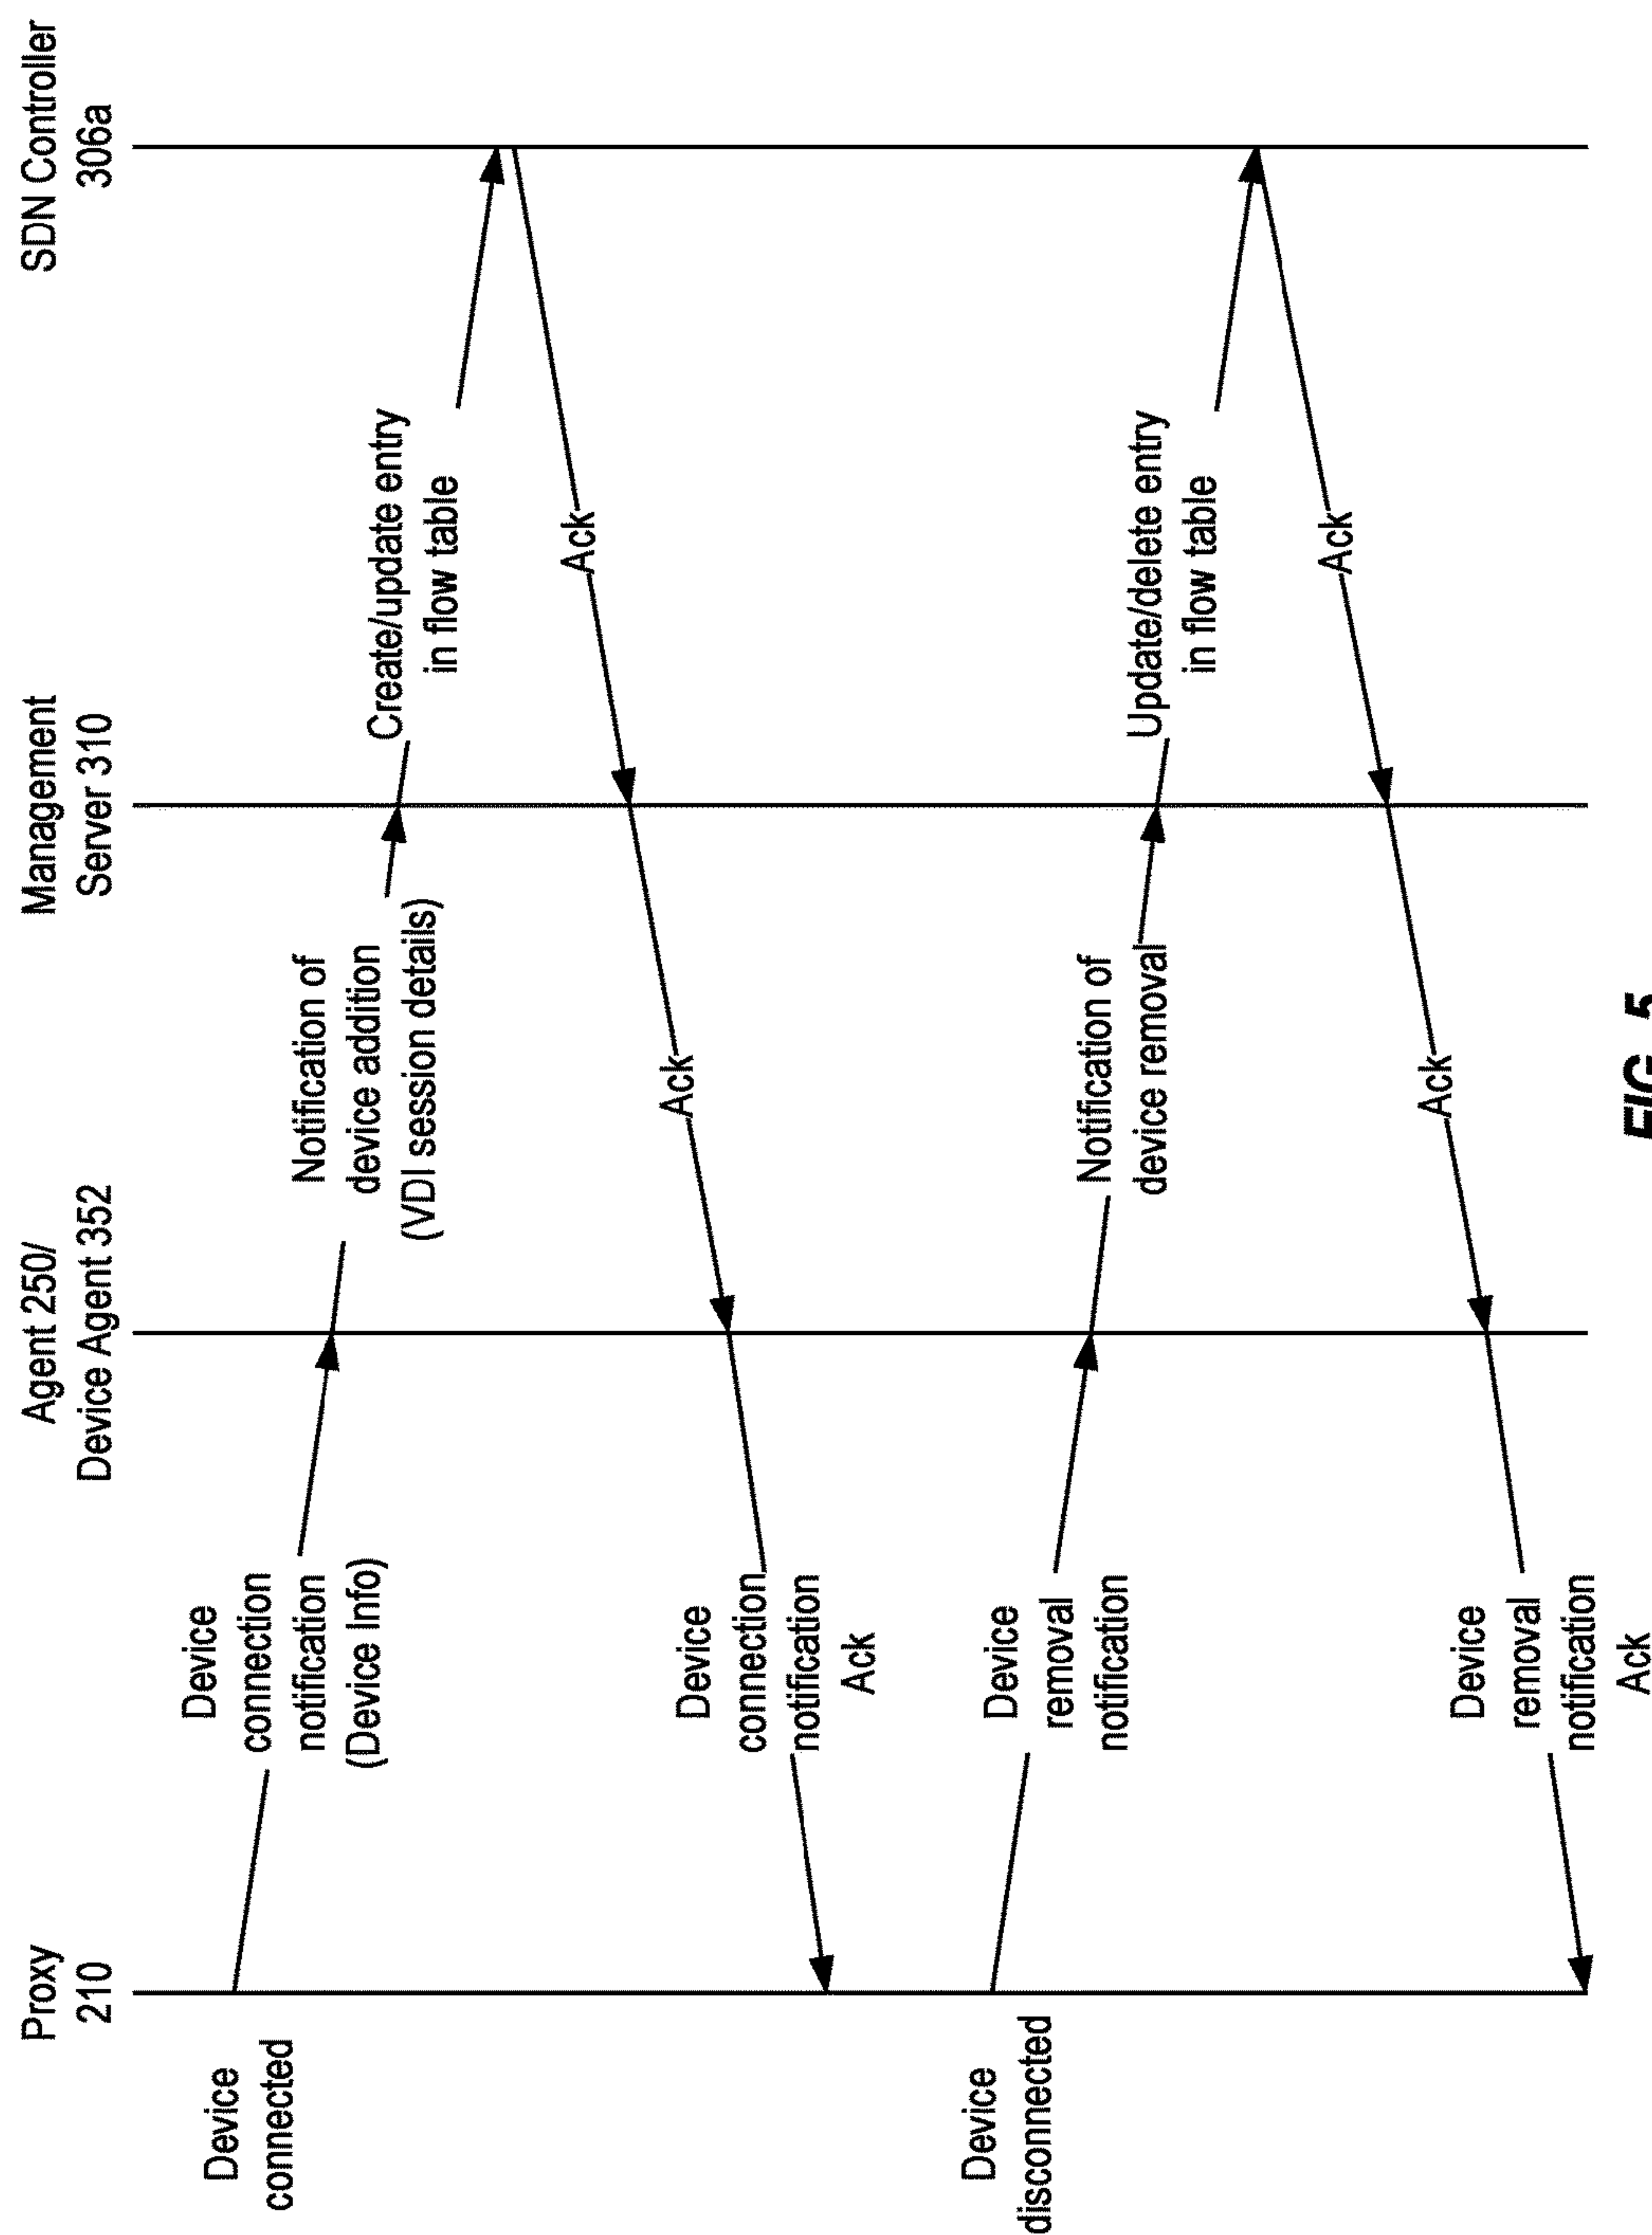 Proxy
210
Agent 250/
Device Agent 352
Management
Server 310
SDN Controller
306a
Device
connected
Device
connection
notification
(Device Info)
Notification of
device addition
(VDI session details)
Create/update entry
in flow table
Ack
Ack
Device
connection
notification
Ack
Device
disconnected
Device
removal
notification
Notification of
device removal
Update/delete entry
in flow table
Ack
Ack
Device
removal
notification
Ack
FIG. 5